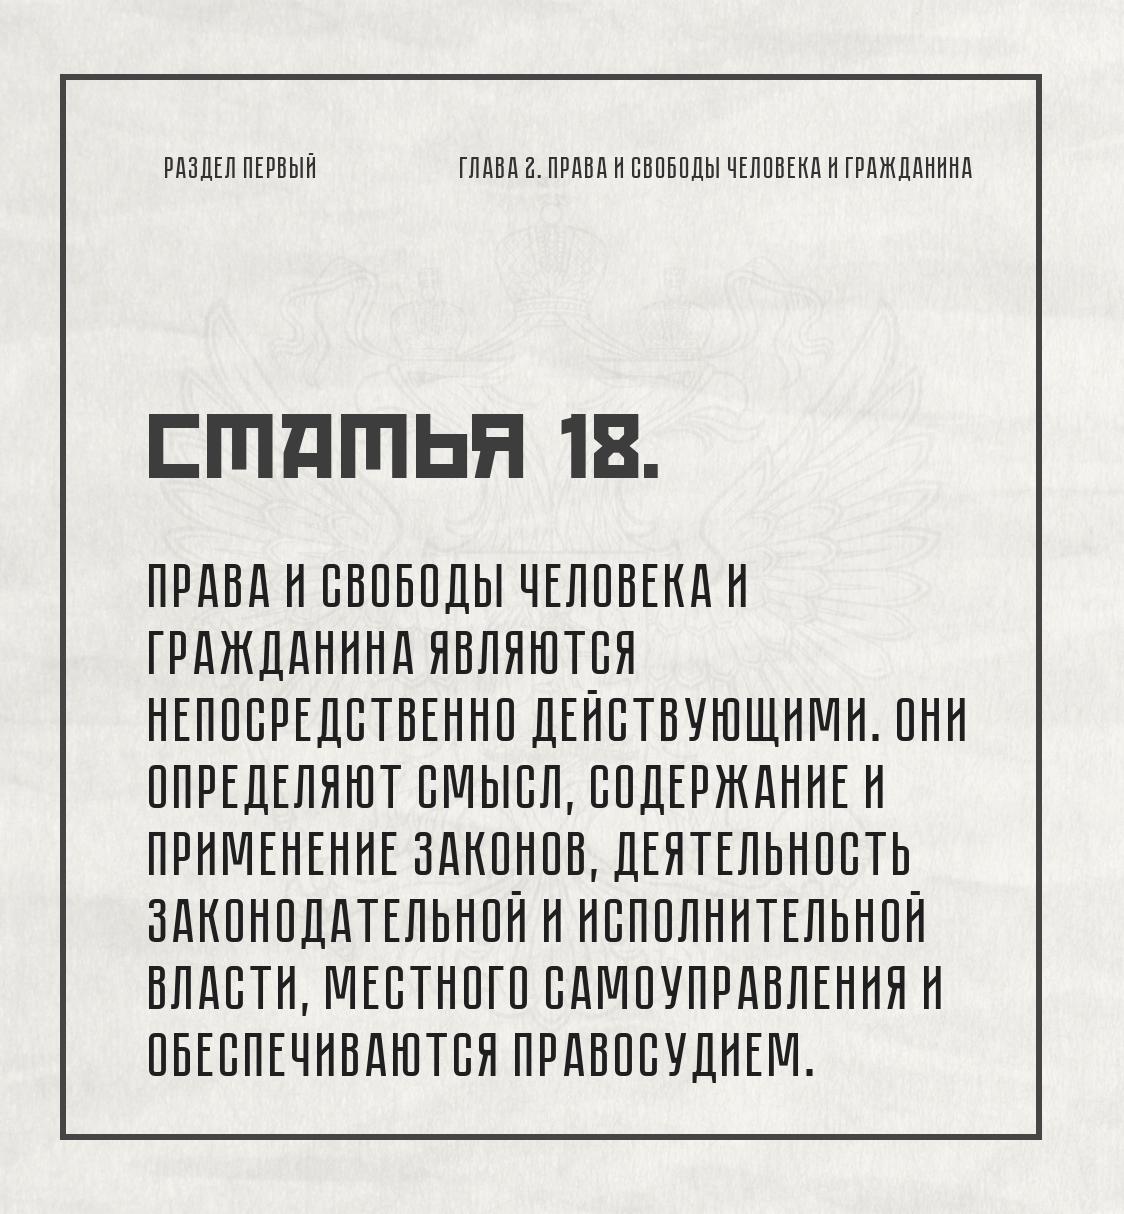 РАЗДЕЛ ПЕРВЫЙ
ГЛАВА 2. ПРАВА И СВОБОДЫ ЧЕЛОВЕКА И ГРАЖДАНИНА
СТАТЬЯ 18.
ПРАВА И СВОБОДЫ ЧЕЛОВЕКА И
ГРАЖДАНИНА ЯВЛЯЮТСЯ
НЕПОСРЕДСТВЕННО ДЕЙСТВУЮЩИМИ. ОНИ
ОПРЕДЕЛЯЮТ СМЫСЛ, СОДЕРЖАНИЕ И
ПРИМЕНЕНИЕ ЗАКОНОВ, ДЕЯТЕЛЬНОСТЬ
ЗАКОНОДАТЕЛЬНОЙ И ИСПОЛНИТЕЛЬНОЙ
ВЛАСТИ, МЕСТНОГО САМОУПРАВЛЕНИЯ И
ОБЕСПЕЧИВАЮТСЯ ПРАВОСУДИЕМ.